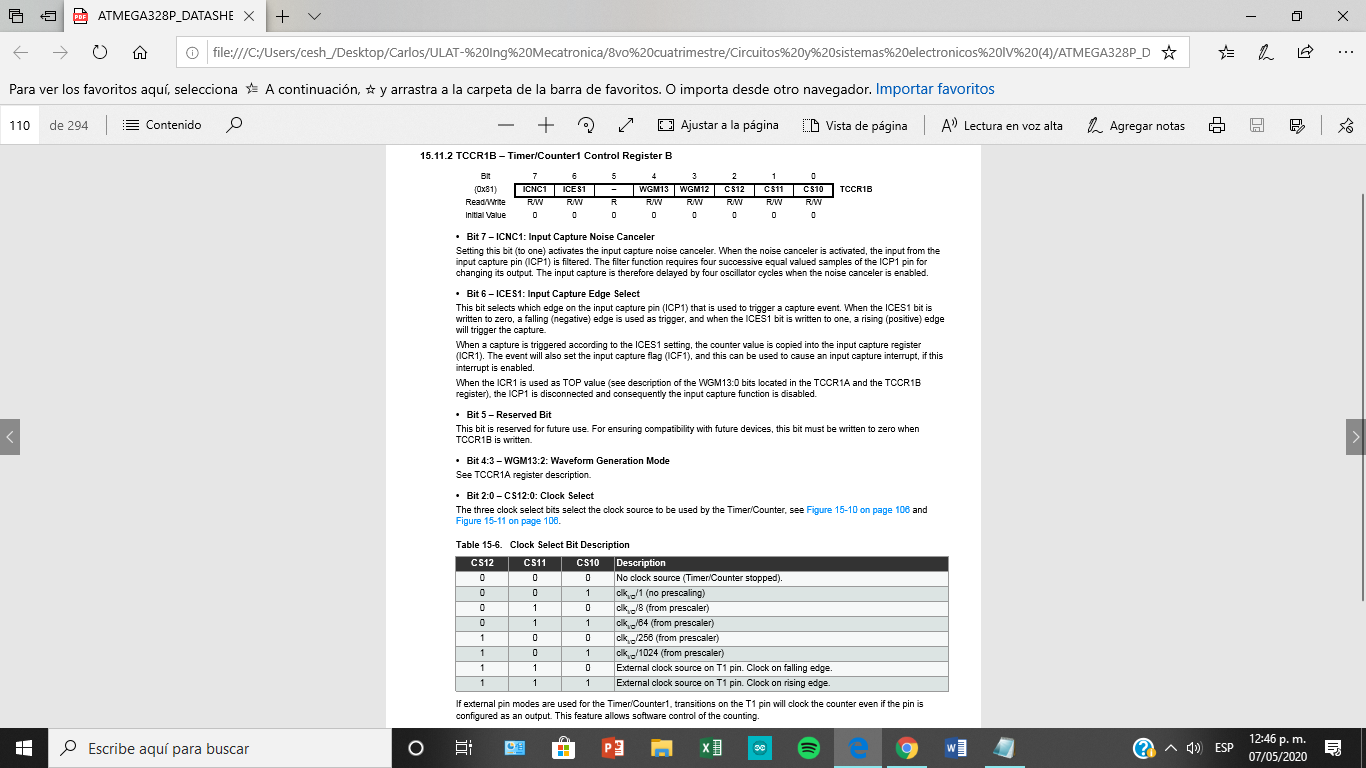 ATMEGA328P_DATASHE
file:///C:/Users/cesh_/Desktop/Carlos/ULAT-%20Ing%20Mecatronica/8vo%20cuatrimestre/Circuitos%20y%20sistemas%20electronicos%20lV%20(4)/ATMEGA328P_D
Para ver los favoritos aquí, selecciona A continuación, y arrastra a la carpeta de la barra de favoritos. O importa desde otro navegador. Importar favoritos
110 de 294 Contenido Ajustar a la página Vista de página Lectura en voz alta Agregar notas
15.11.2 TCCR1B – Timer/Counter1 Control Register B
Bit 7 6 5 4 3 2 1 0
(0x81) ICNC1 ICES1 – WGM13 WGM12 CS12 CS11 CS10 TCCR1B
Read/Write R/W R/W R R/W R/W R/W R/W R/W
Initial Value 0 0 0 0 0 0 0 0
• Bit 7 – ICNC1: Input Capture Noise Canceler
Setting this bit (to one) activates the input capture noise canceler. When the noise canceler is activated, the input from the
input capture pin (ICP1) is filtered. The filter function requires four successive equal valued samples of the ICP1 pin for
changing its output. The input capture is therefore delayed by four oscillator cycles when the noise canceler is enabled.
• Bit 6 – ICES1: Input Capture Edge Select
This bit selects which edge on the input capture pin (ICP1) that is used to trigger a capture event. When the ICES1 bit is
written to zero, a falling (negative) edge is used as trigger, and when the ICES1 bit is written to one, a rising (positive) edge
will trigger the capture.
When a capture is triggered according to the ICES1 setting, the counter value is copied into the input capture register
(ICR1). The event will also set the input capture flag (ICF1), and this can be used to cause an input capture interrupt, if this
interrupt is enabled.
When the ICR1 is used as TOP value (see description of the WGM13:0 bits located in the TCCR1A and the TCCR1B
register), the ICP1 is disconnected and consequently the input capture function is disabled.
• Bit 5 – Reserved Bit
This bit is reserved for future use. For ensuring compatibility with future devices, this bit must be written to zero when
TCCR1B is written.
• Bit 4:3 – WGM13:2: Waveform Generation Mode
See TCCR1A register description.
• Bit 2:0 – CS12:0: Clock Select
The three clock select bits select the clock source to be used by the Timer/Counter, see Figure 15-10 on page 106 and
Figure 15-11 on page 106.
Table 15-6. Clock Select Bit Description
CS12 CS11 CS10 Description
0 0 0 No clock source (Timer/Counter stopped).
0 0 1 clkI/O/1 (no prescaling)
0 1 0 clkI/O/8 (from prescaler)
0 1 1 clkI/O/64 (from prescaler)
1 0 0 clkI/O/256 (from prescaler)
1 0 1 clkI/O/1024 (from prescaler)
1 1 0 External clock source on T1 pin. Clock on falling edge.
1 1 1 External clock source on T1 pin. Clock on rising edge.
If external pin modes are used for the Timer/Counter1, transitions on the T1 pin will clock the counter even if the pin is
configured as an output. This feature allows software control of the counting.
Escribe aquí para buscar
ESP
12:46 p. m.
07/05/2020